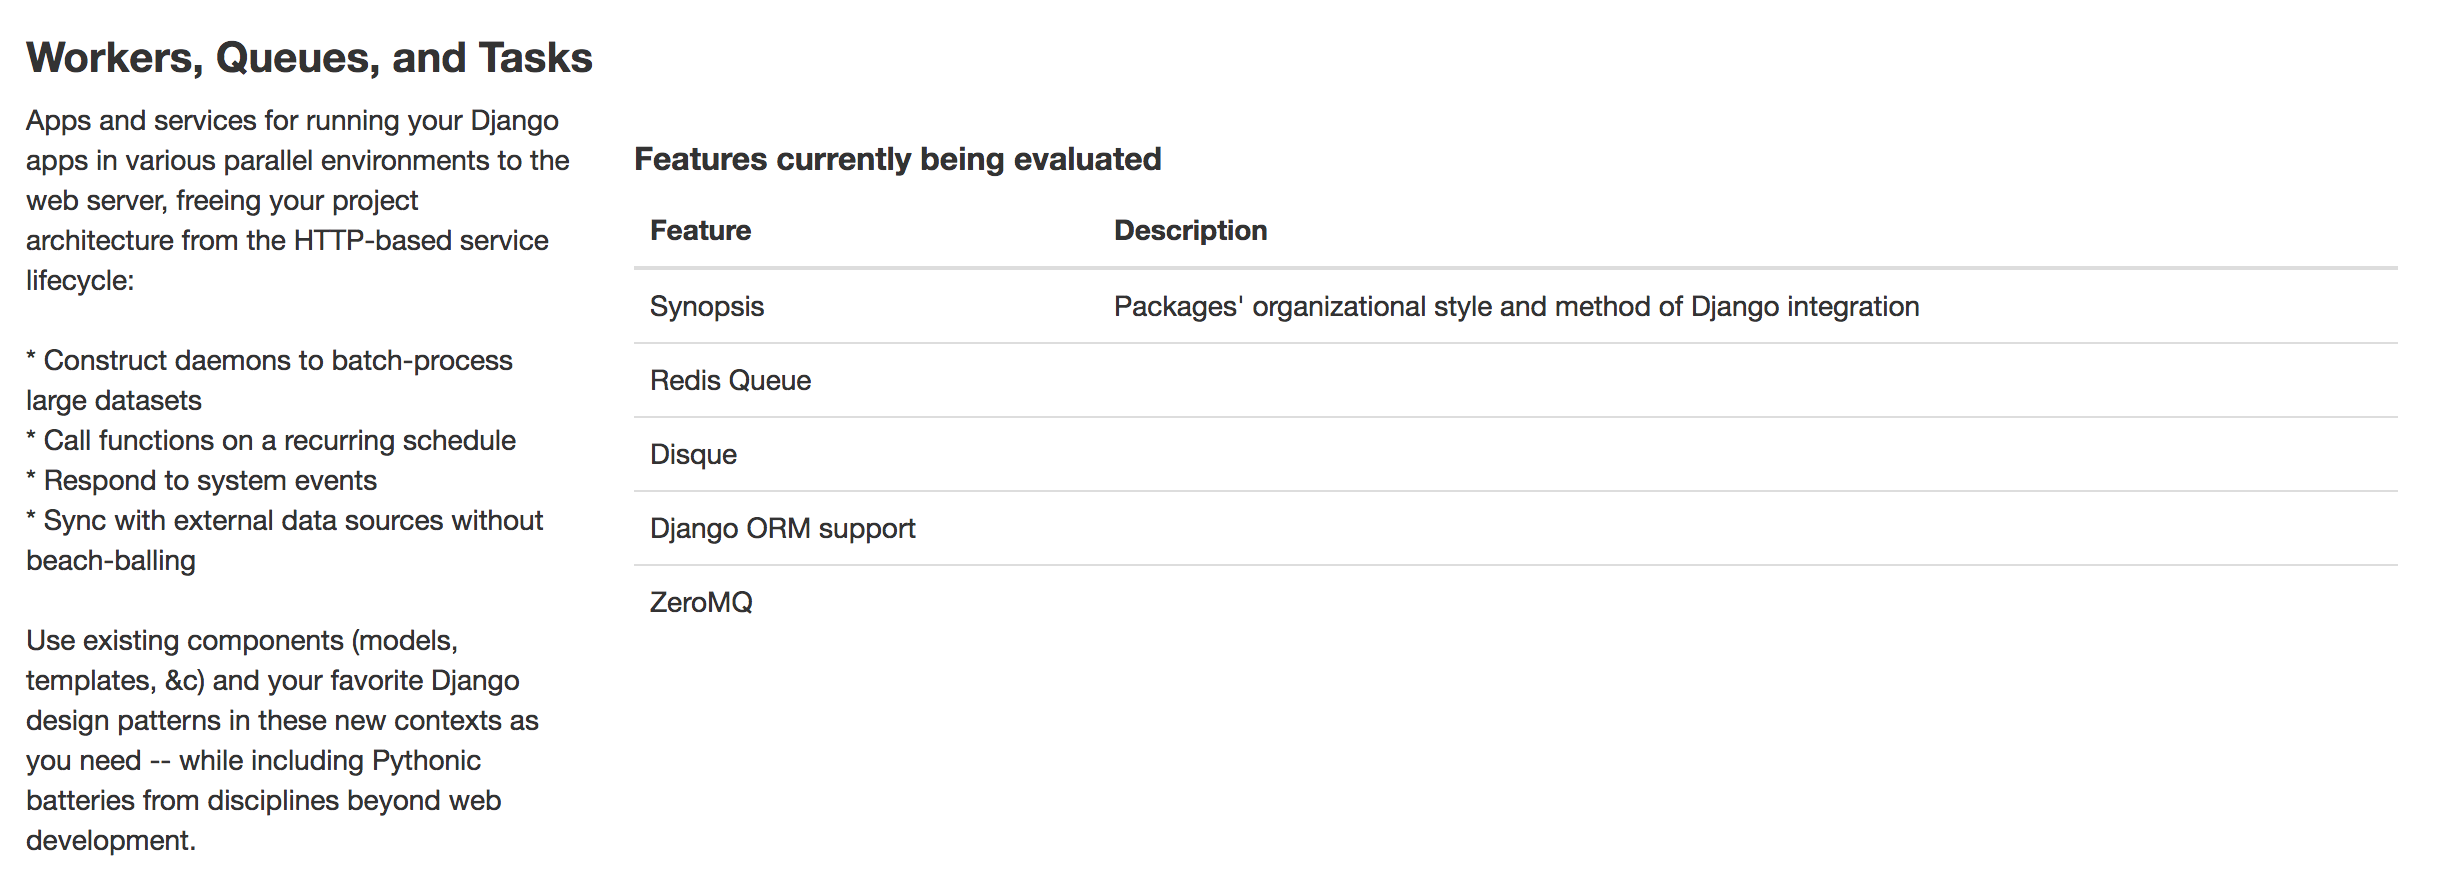 Workers, Queues, and Tasks
Apps and services for running your Django
apps in various parallel environments to the
web server, freeing your project
architecture from the HTTP-based service
lifecycle:
* Construct daemons to batch-process
large datasets
* Call functions on a recurring schedule
* Respond to system events
* Sync with external data sources without
beach-balling
Use existing components (models,
templates, &c) and your favorite Django
design patterns in these new contexts as
you need -- while including Pythonic
batteries from disciplines beyond web
development.
Features currently being evaluated
Feature Description
Synopsis Packages' organizational style and method of Django integration
Redis Queue
Disque
Django ORM support
ZeroMQ